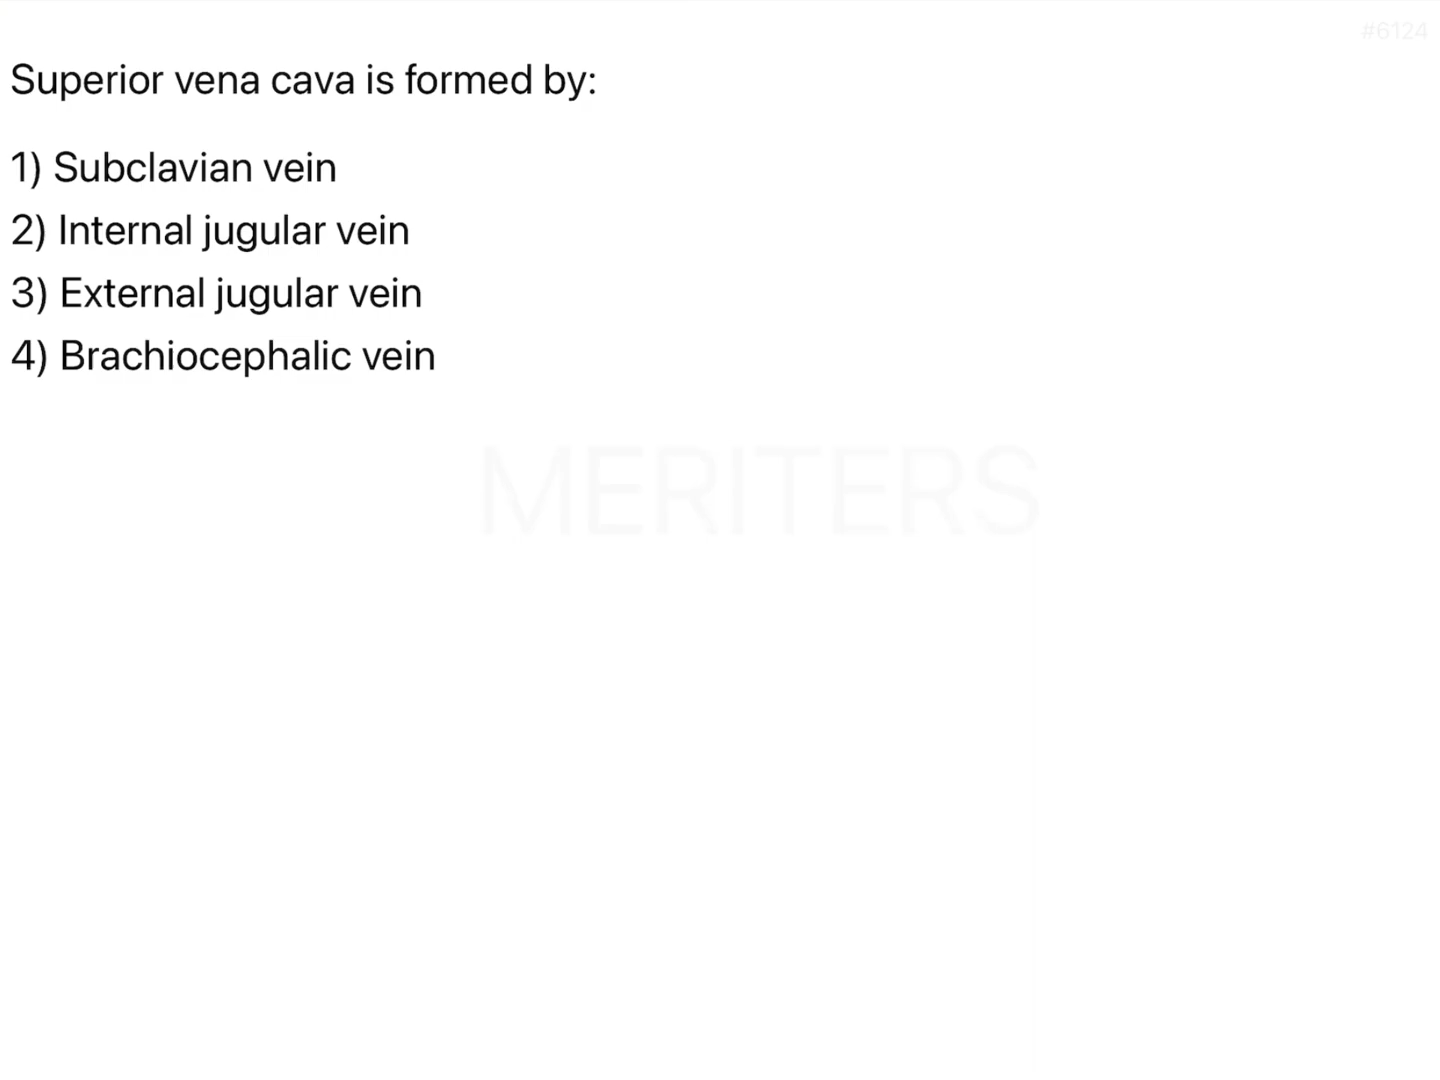 #6124
Superior vena cava is formed by:
1) Subclavian vein
2) Internal jugular vein
3) External jugular vein
4) Brachiocephalic vein
MERITERS